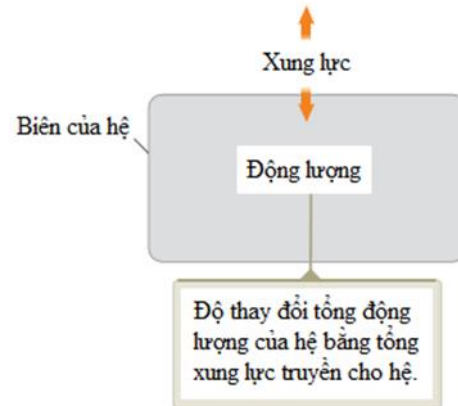 Xung lực
Biên của hệ
Động lượng
Độ thay đổi tổng động
lượng của hệ bằng tổng
xung lực truyền cho hệ.